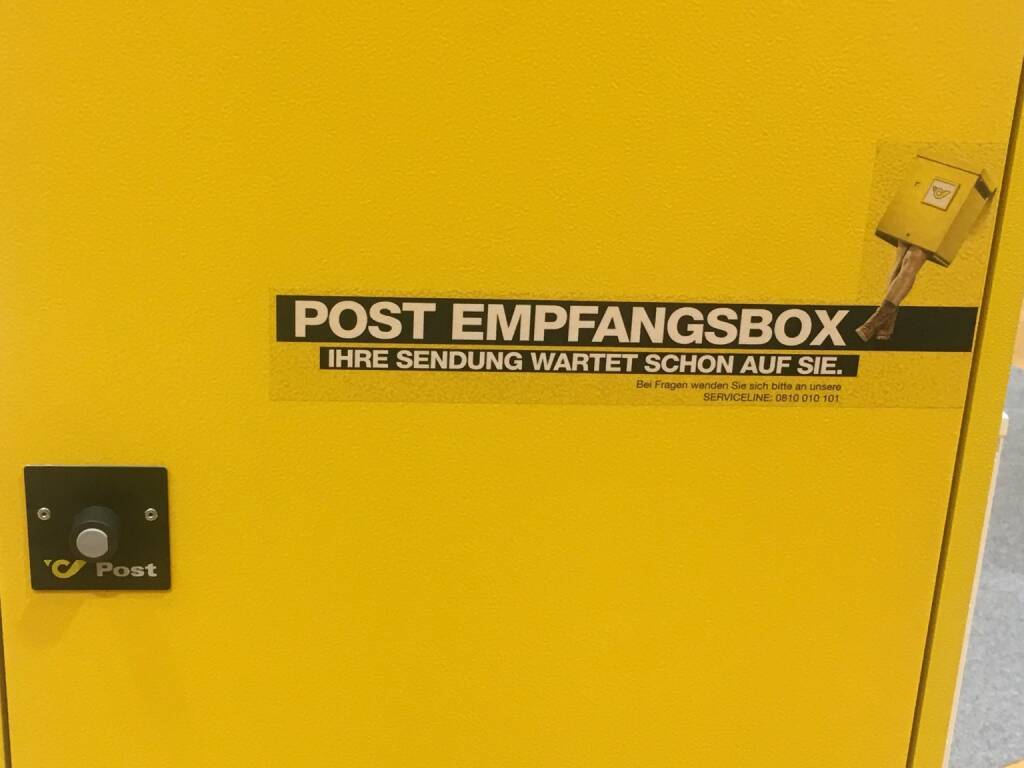 POST EMPFANGSBOX
IHRE SENDUNG WARTET SCHON AUF SIE.
Bei Fragen wenden Sie sich bitte an unsere
SERVICELINE: 0810 010 101
Post